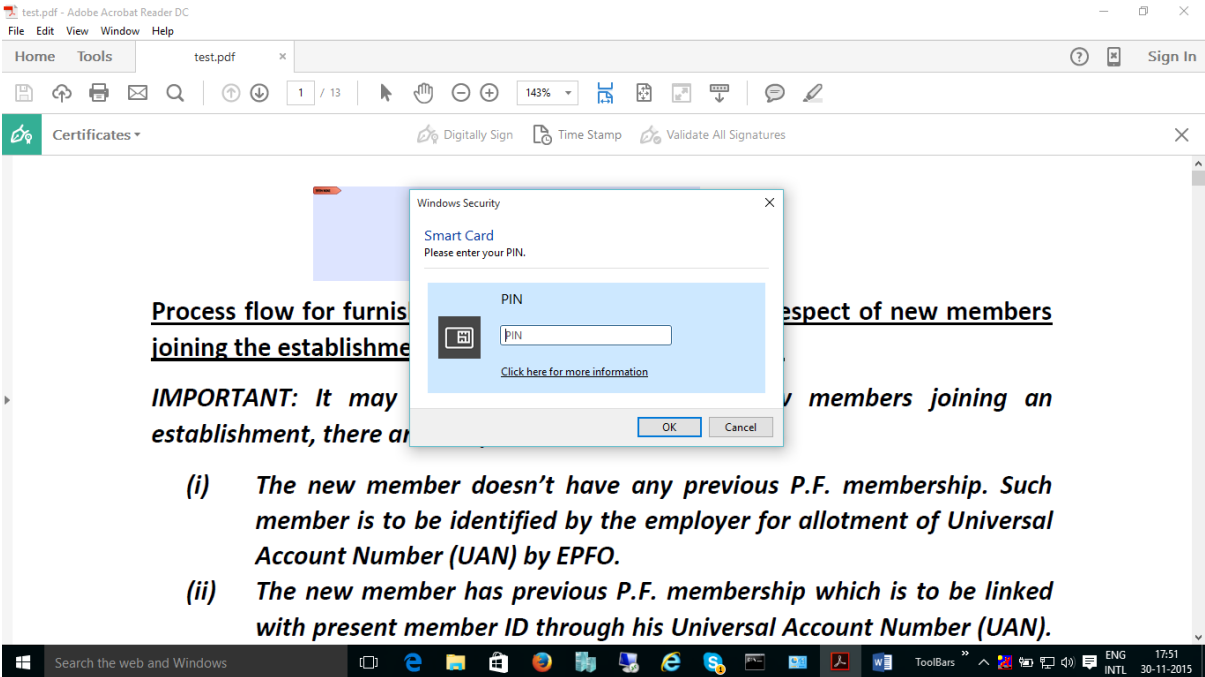 test.pdf - Adobe Acrobat Reader DC
File Edit View Window Help
Home Tools test.pdf × Sign In
1 / 13 143%
Certificates Digitally Sign Time Stamp Validate All Signatures
Windows Security
Smart Card
Please enter your PIN.
PIN
PIN
Click here for more information
OK Cancel
Process flow for furnis espect of new members
joining the establishme
IMPORTANT: It may members joining an
establishment, there ar
(i) The new member doesn’t have any previous P.F. membership. Such
member is to be identified by the employer for allotment of Universal
Account Number (UAN) by EPFO.
(ii) The new member has previous P.F. membership which is to be linked
with present member ID through his Universal Account Number (UAN).
Search the web and Windows ToolBars ENG 17:51
INTL 30-11-2015